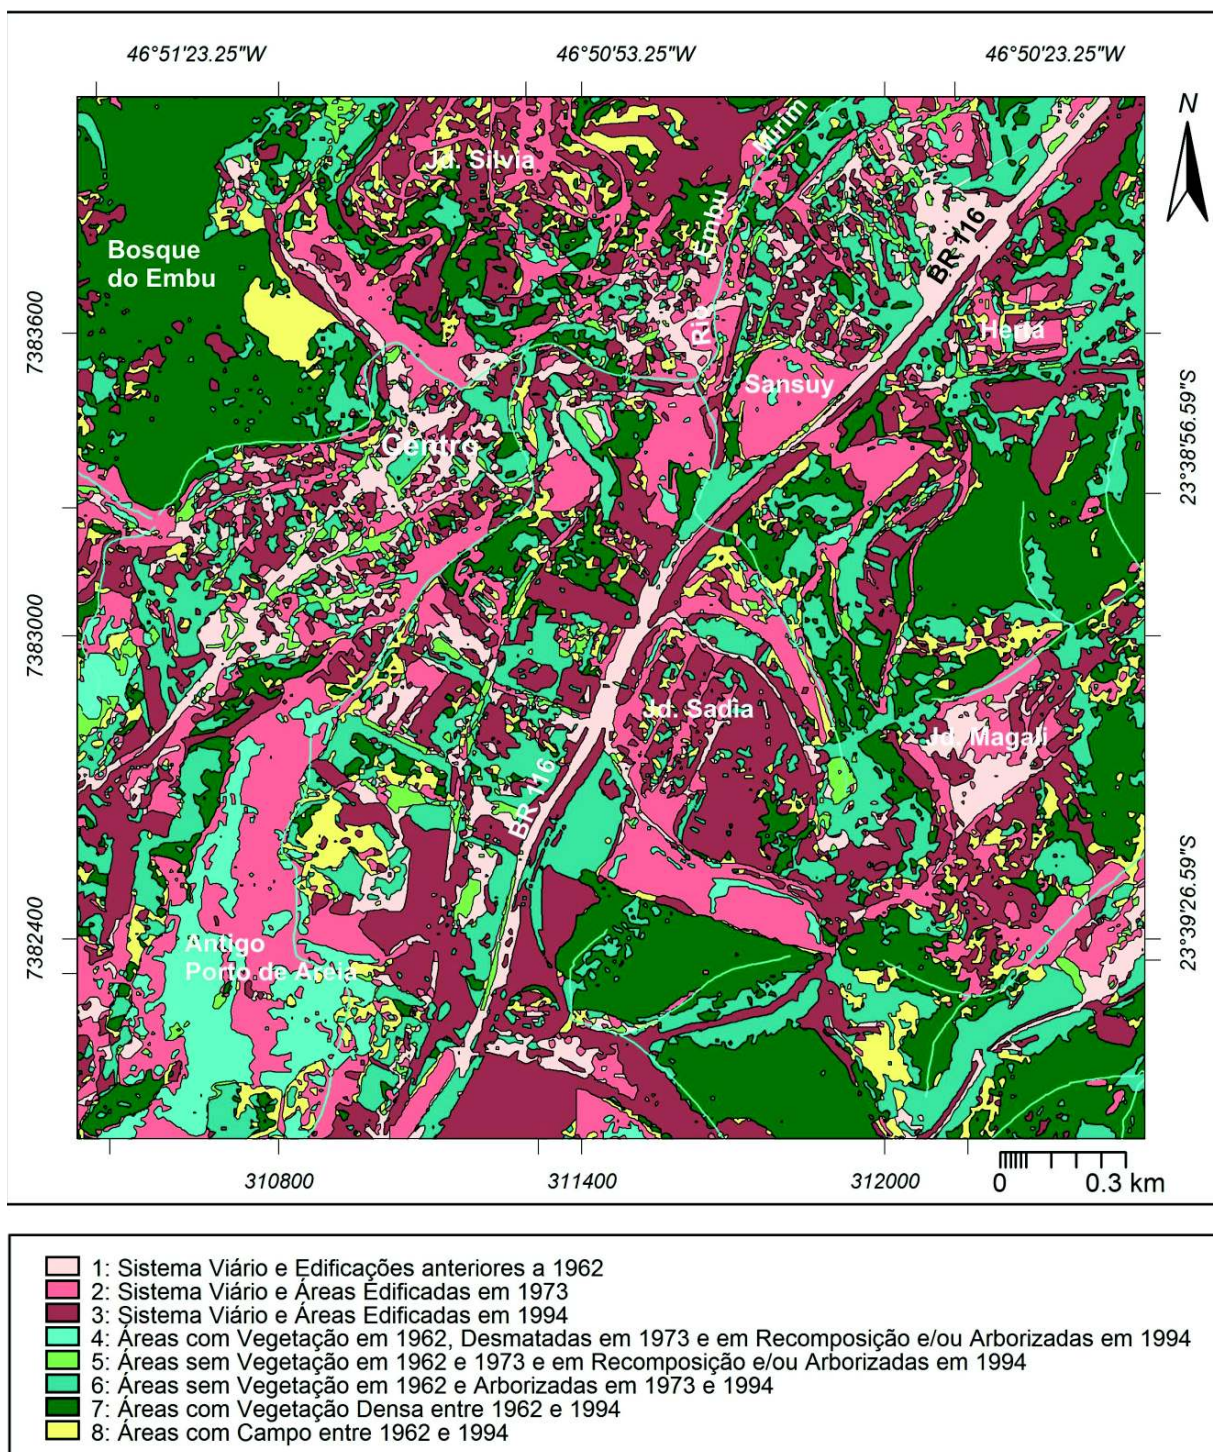 46°51'23.25"W 46°50'53.25"W 46°50'23.25"W
N
Jd. Silvia
Rio Embú Mirim
BR 116
Bosque
do Embu
7383600
Heriá
Sansuy
23°38'56.59"S
Centro
7383000
Jd. Sadia
Jd. Magali
BR 116
23°39'26.59"S
7382400
Antigo
Porto de Areia
310800 311400 312000
0 0.3 km
1: Sistema Viário e Edificações anteriores a 1962
2: Sistema Viário e Áreas Edificadas em 1973
3: Sistema Viário e Áreas Edificadas em 1994
4: Áreas com Vegetação em 1962, Desmatadas em 1973 e em Recomposição e/ou Arborizadas em 1994
5: Áreas sem Vegetação em 1962 e 1973 e em Recomposição e/ou Arborizadas em 1994
6: Áreas sem Vegetação em 1962 e Arborizadas em 1973 e 1994
7: Áreas com Vegetação Densa entre 1962 e 1994
8: Áreas com Campo entre 1962 e 1994